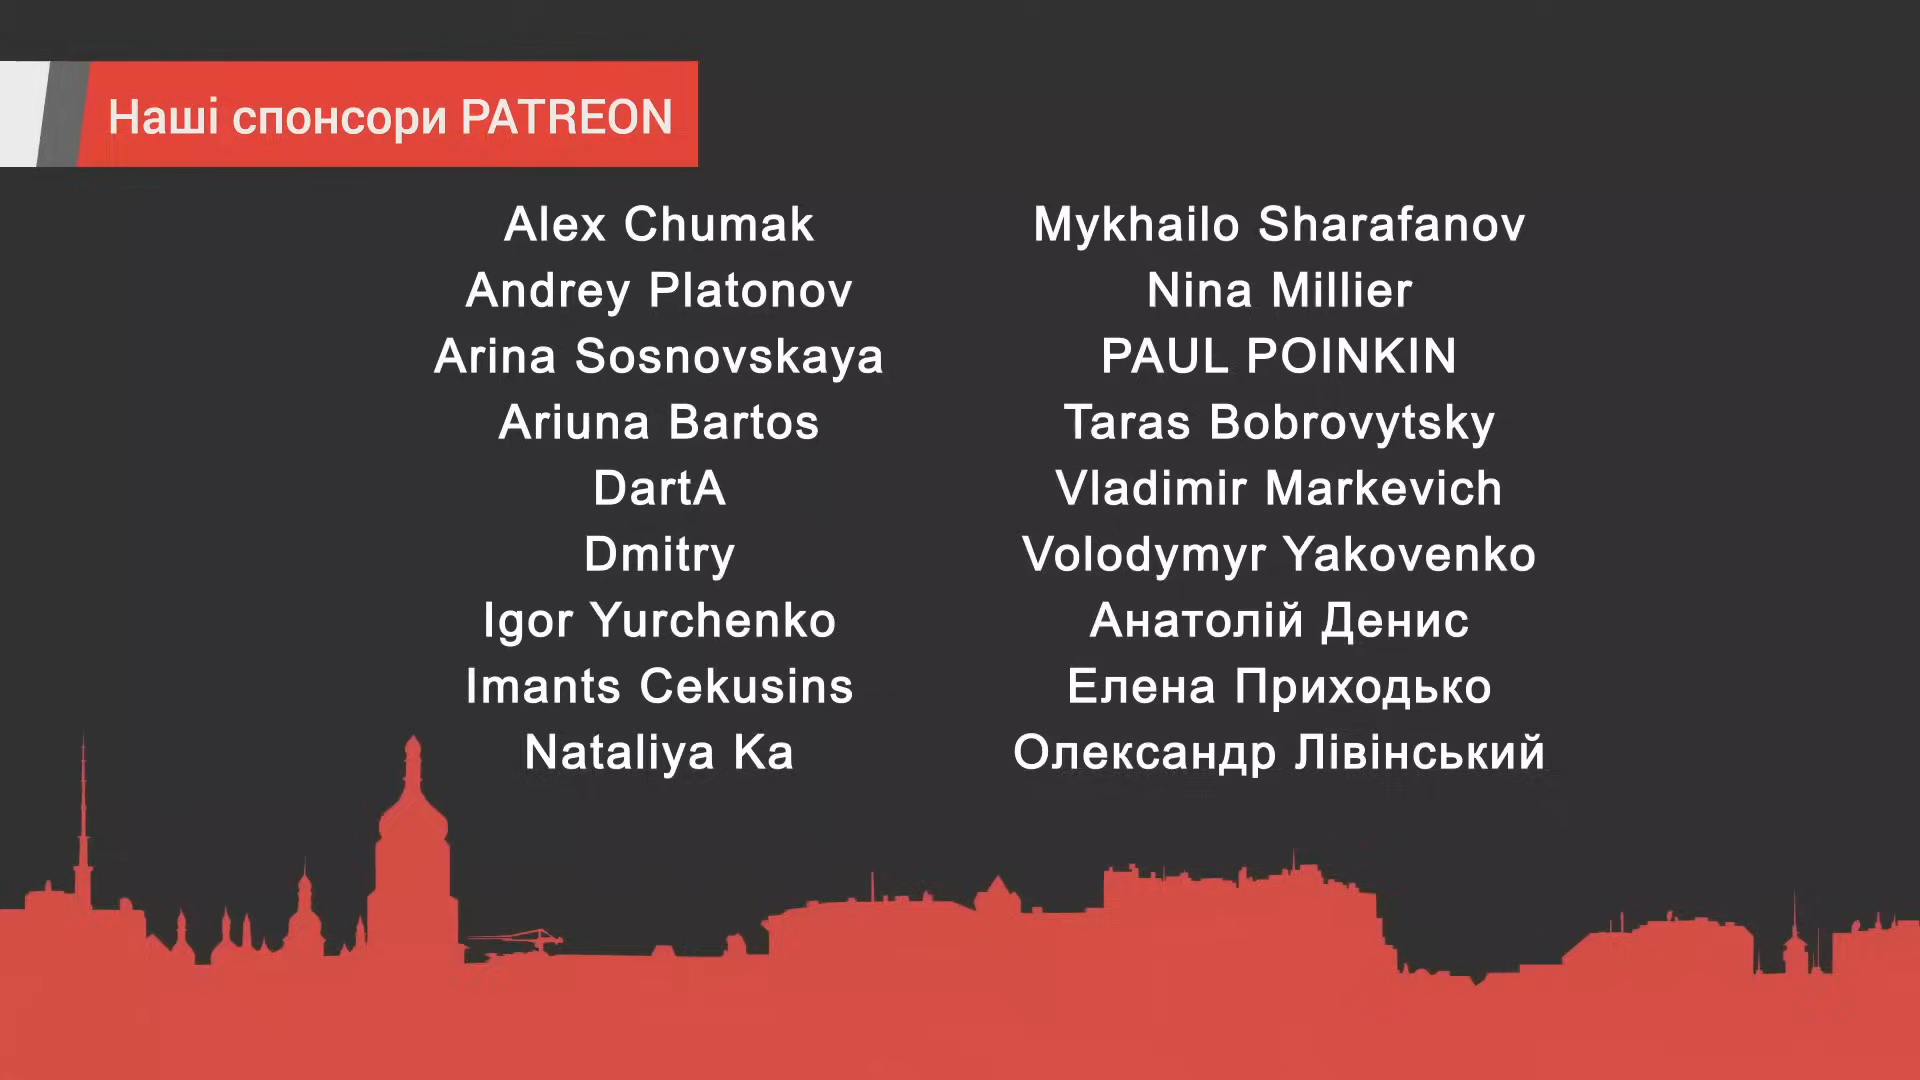 Наші спонсори PATREON
Alex Chumak
Andrey Platonov
Arina Sosnovskaya
Ariuna Bartos
DartA
Dmitry
Igor Yurchenko
Imants Cekusins
Nataliya Ka
Mykhailo Sharafanov
Nina Millier
PAUL POINKIN
Taras Bobrovytsky
Vladimir Markevich
Volodymyr Yakovenko
Анатолій Денис
Елена Приходько
Олександр Лівінський